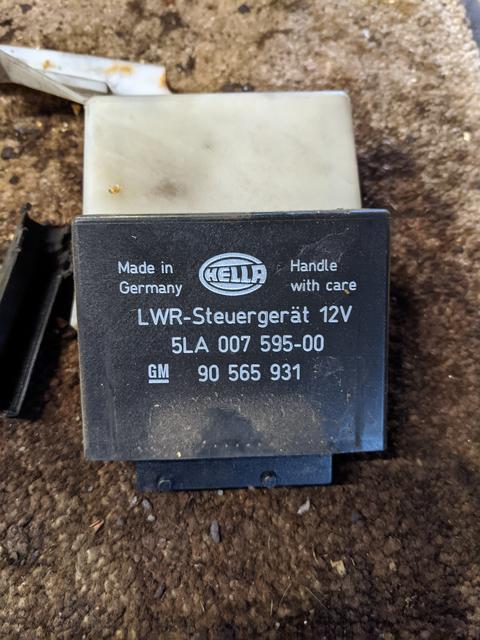 Made in
Germany
HELLA
Handle
with care
LWR-Steuergerät 12V
5LA 007 595-00
GM 90 565 931